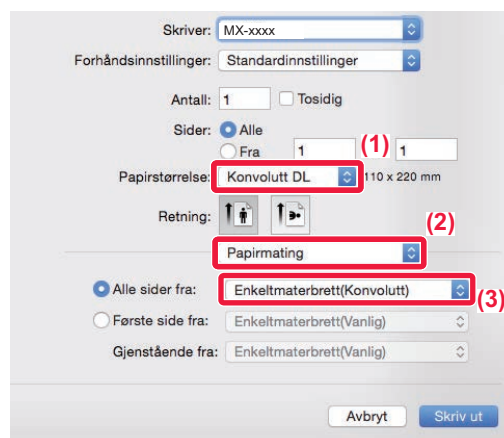 Skriver: MX-xxxx
Forhåndsinnstillinger: Standardinnstillinger
Antall: 1 Tosidig
Sider: Alle
(1)
Fra 1 1
Papirstørrelse: Konvolutt DL 110 x 220 mm
Retning:
(2)
Papirmating
Alle sider fra: Enkeltmaterbrett(Konvolutt)
(3)
Første side fra: Enkeltmaterbrett(Vanlig)
Gjenstående fra: Enkeltmaterbrett(Vanlig)
Avbryt Skriv ut